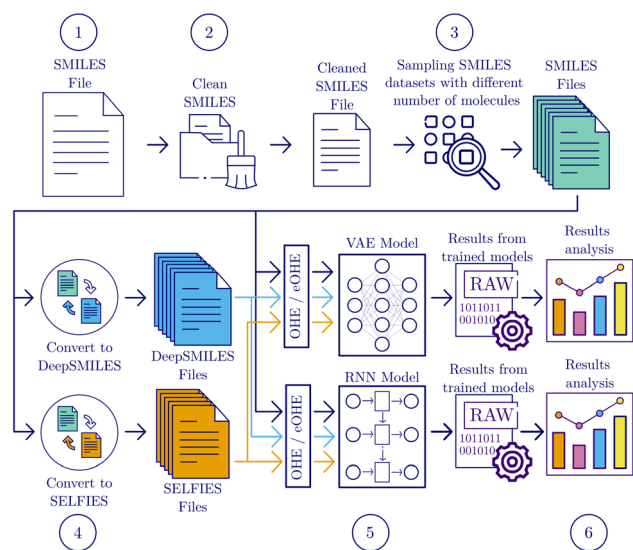 1
2
3
SMILES
File
Clean
SMILES
Cleaned
SMILES
File
Sampling SMILES
datasets with different
number of molecules
SMILES
Files
Convert to
DeepSMILES
DeepSMILES
Files
OHE / eOHE
VAE Model
Results from
trained models
RAW
1011011
001010
Results
analysis
Convert to
SELFIES
SELFIES
Files
OHE / eOHE
RNN Model
Results from
trained models
RAW
1011011
001010
Results
analysis
4
5
6